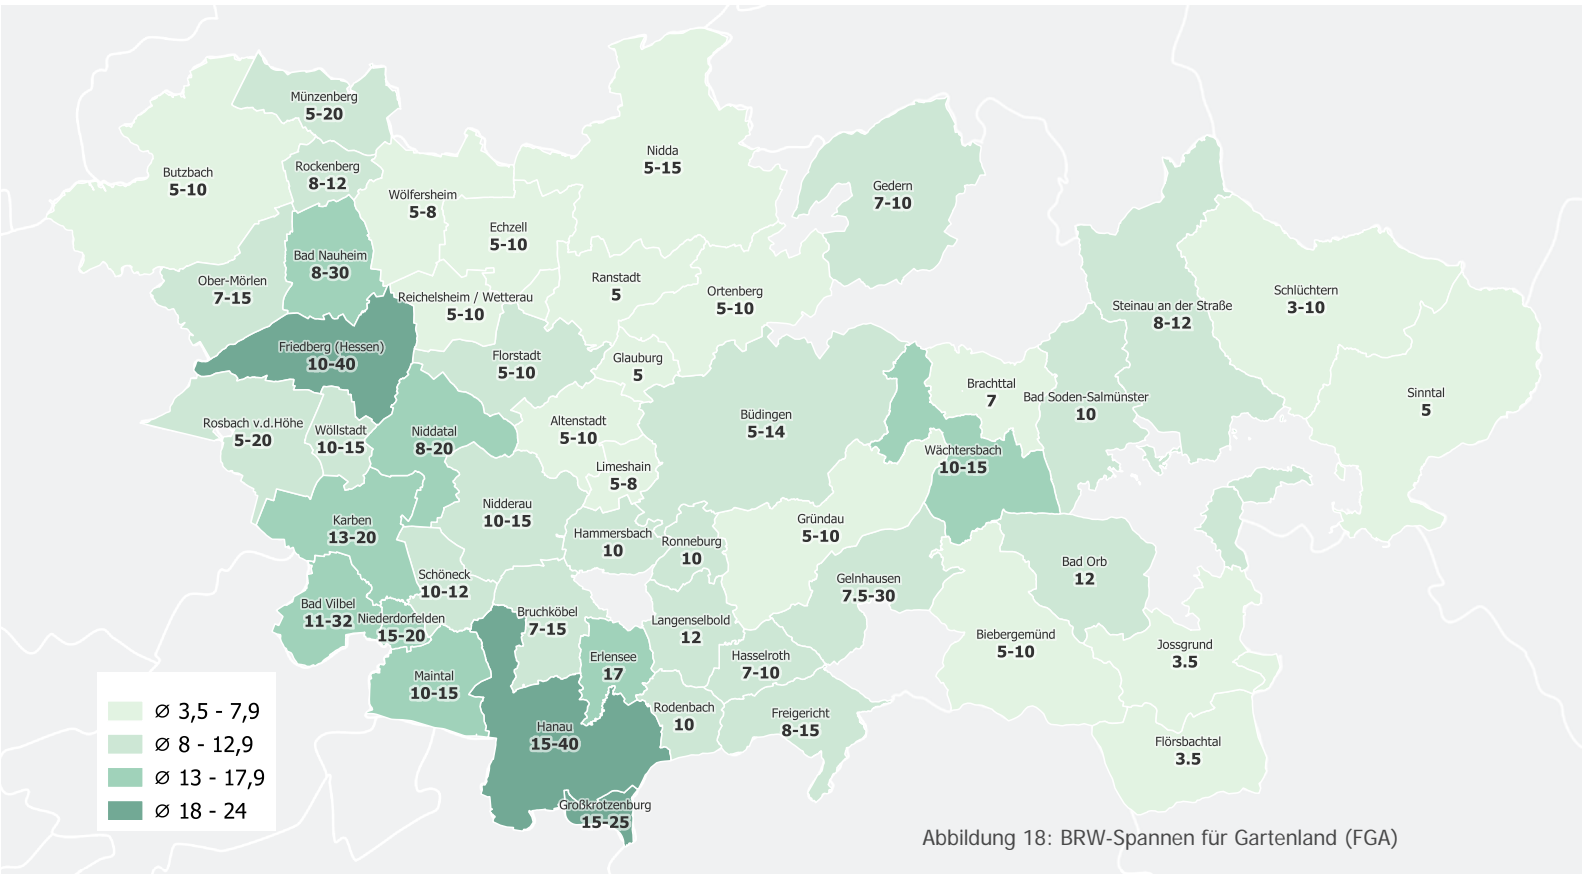 Münzenberg
5-20
Nidda
5-15
Butzbach
5-10
Rockenberg
8-12
Wölfersheim
5-8
Gedern
7-10
Echzell
5-10
Bad Nauheim
8-30
Ober-Mörlen
7-15
Reichelsheim / Wetterau
5-10
Ranstadt
5
Ortenberg
5-10
Steinau an der Straße
8-12
Schlüchtern
3-10
Friedberg (Hessen)
10-40
Florstadt
5-10
Glauburg
5
Brachttal
7
Bad Soden-Salmünster
10
Sinntal
5
Rosbach v.d.Höhe
5-20
Wöllstadt
10-15
Niddatal
8-20
Altenstadt
5-10
Büdingen
5-14
Wächtersbach
10-15
Limeshain
5-8
Nidderau
10-15
Karben
13-20
Hammersbach
10
Ronneburg
10
Gründau
5-10
Schöneck
10-12
Gelnhausen
7.5-30
Bad Orb
12
Bad Vilbel
11-32
Niederdorfelden
15-20
Bruchköbel
7-15
Langenselbold
12
Biebergemünd
5-10
Jossgrund
3.5
Maintal
10-15
Erlensee
17
Hasselroth
7-10
Hanau
15-40
Rodenbach
10
Freigericht
8-15
Flörsbachtal
3.5
Großkrotzenburg
15-25
∅ 3,5 - 7,9
∅ 8 - 12,9
∅ 13 - 17,9
∅ 18 - 24
Abbildung 18: BRW-Spannen für Gartenland (FGA)